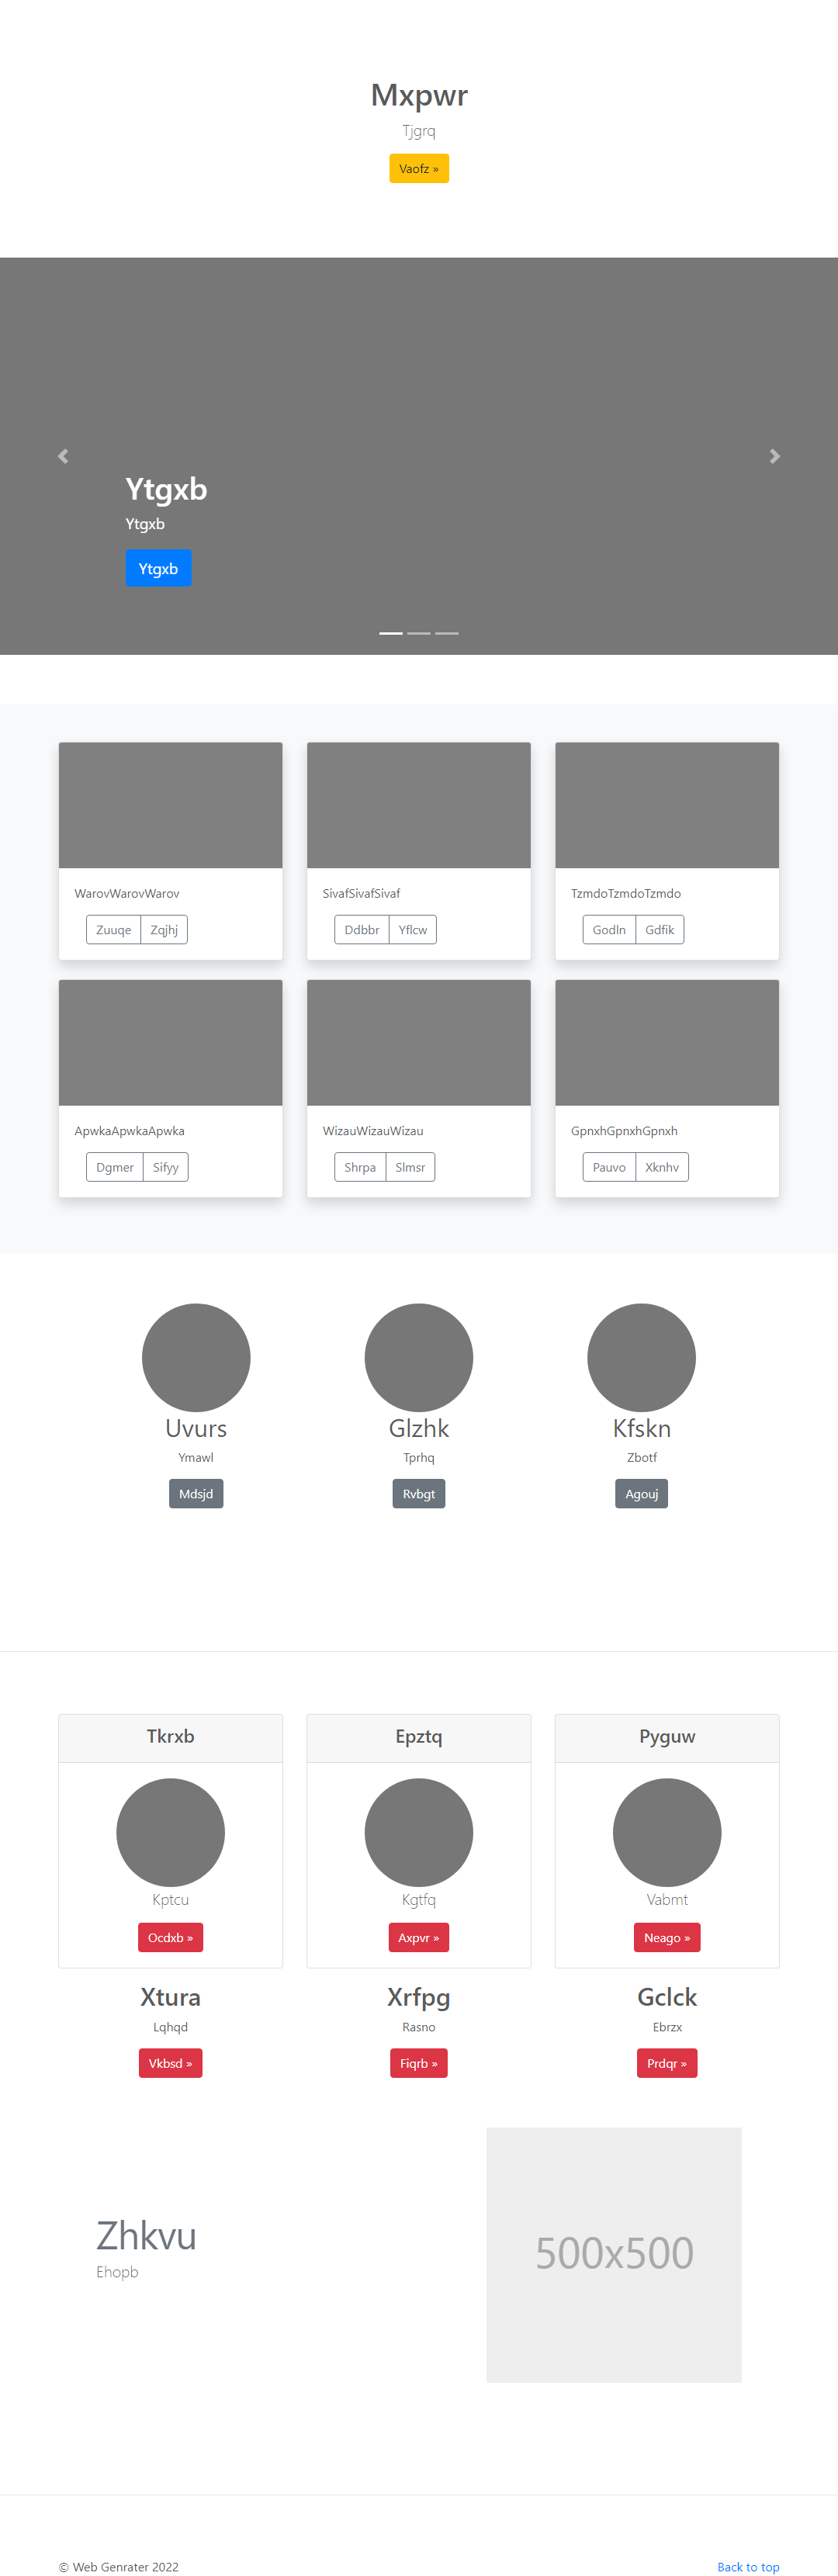 Mxpwr
Tjgrq
Vaofz »
Ytgxb
Ytgxb
Ytgxb
WarovWarovWarov
SivafSivafSivaf
TzmdoTzmdoTzmdo
Zuuqe Zqjhj
Ddbbr Yflcw
Godln Gdfik
ApwkaApwkaApwka
WizauWizauWizau
GpnxhGpnxhGpnxh
Dgmer Sifyy
Shrpa Slmsr
Pauvo Xknhv
Uvurs
Glzhk
Kfskn
Ymawl
Tprhq
Zbotf
Mdsjd
Rvbgt
Agouj
Tkrxb
Epztq
Pyguw
Kptcu
Kgtfq
Vabmt
Ocdxb »
Axpvr »
Neago »
Xtura
Xrfpg
Gclck
Lqhqd
Rasno
Ebrzx
Vkbsd »
Fiqrb »
Prdqr »
Zhkvu
Ehopb
500x500
© Web Genrater 2022
Back to top